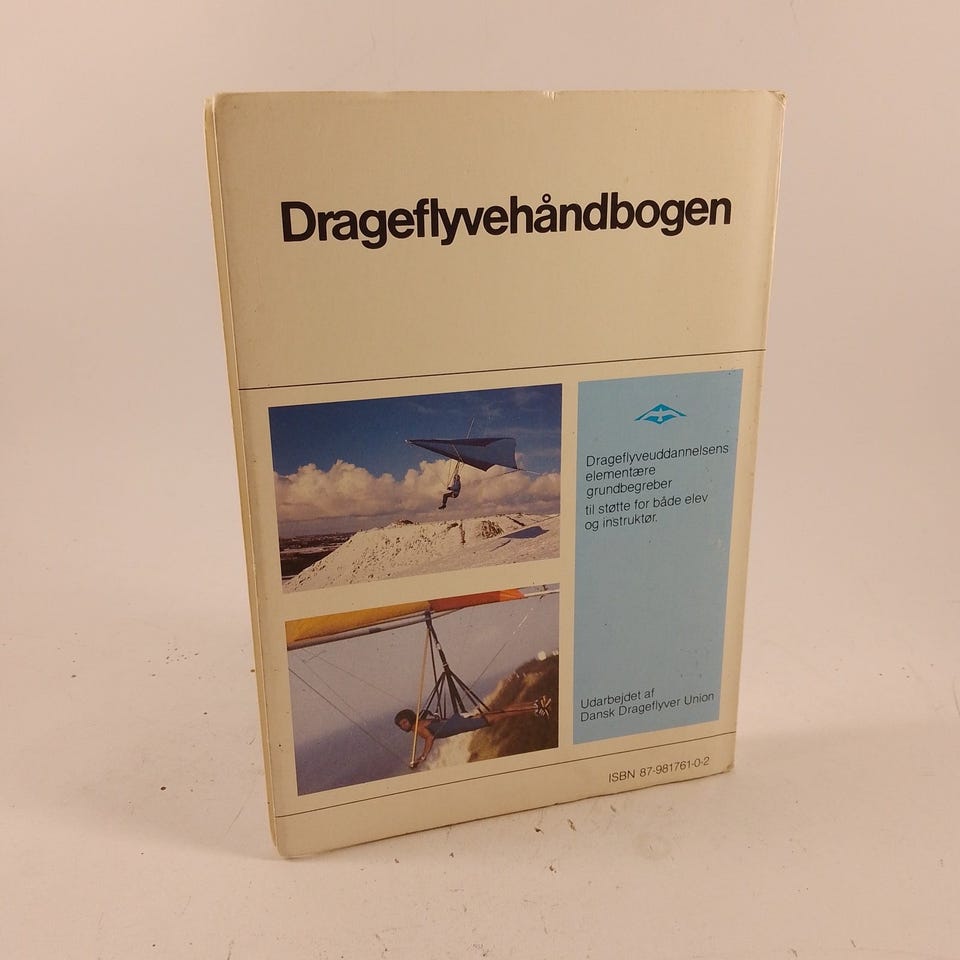 Drageflyvehåndbogen
Drageflyveuddannelsens
elementære
grundbegreber
til støtte for både elev
og instruktør.
Udarbejdet af
Dansk Drageflyver Union
ISBN 87-981761-0-2